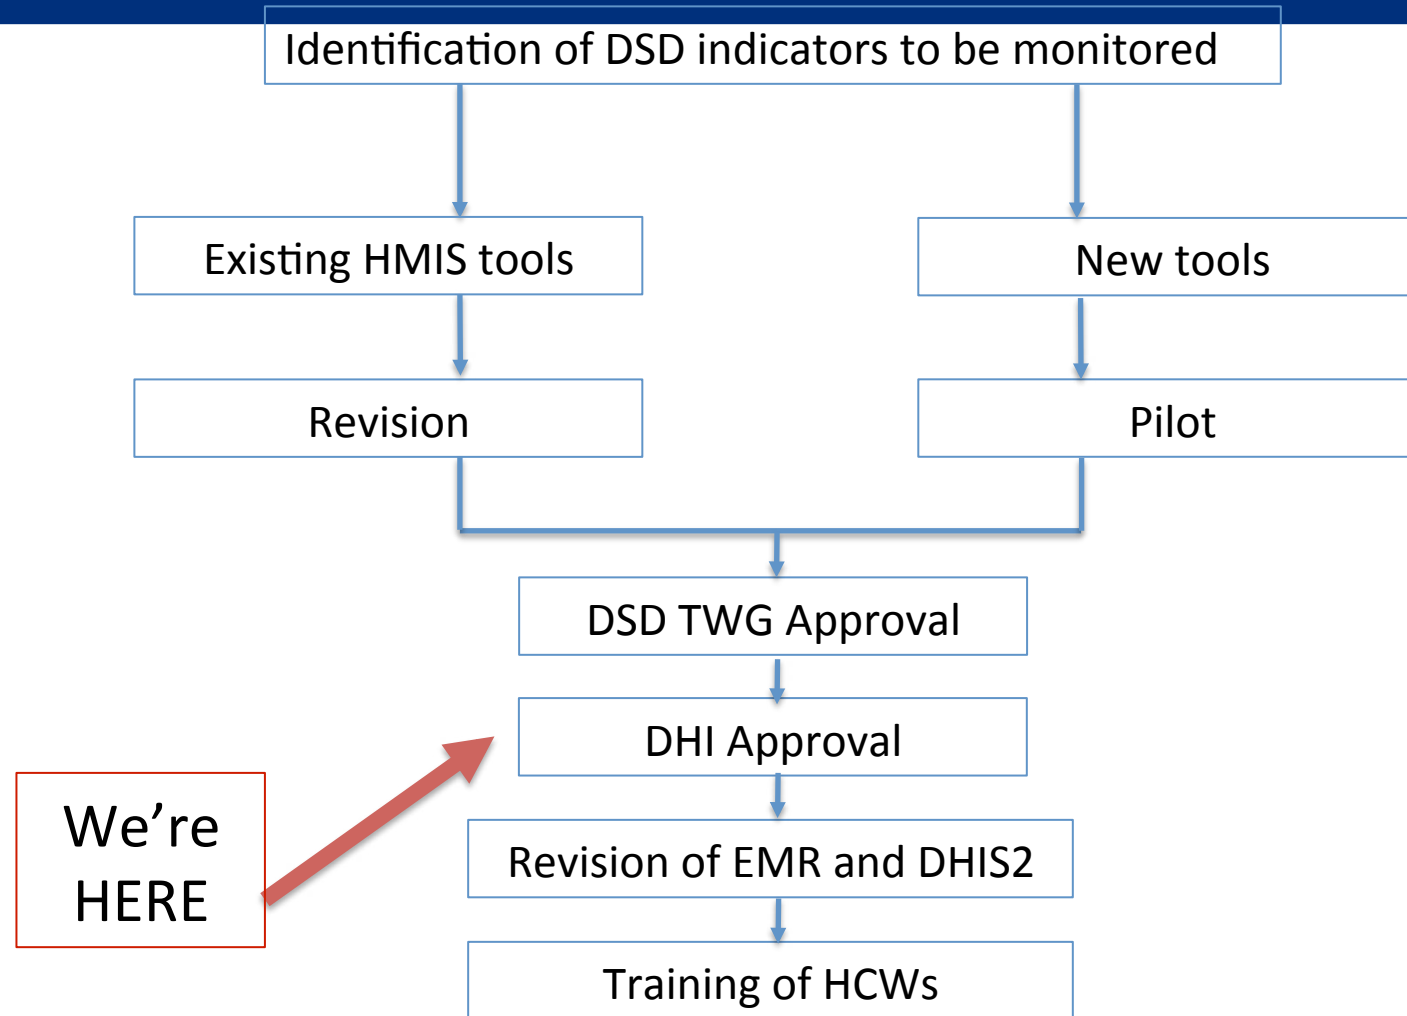 Identification of DSD indicators to be monitored
Existing HMIS tools
New tools
Revision
Pilot
DSD TWG Approval
DHI Approval
We’re
HERE
Revision of EMR and DHIS2
Training of HCWs